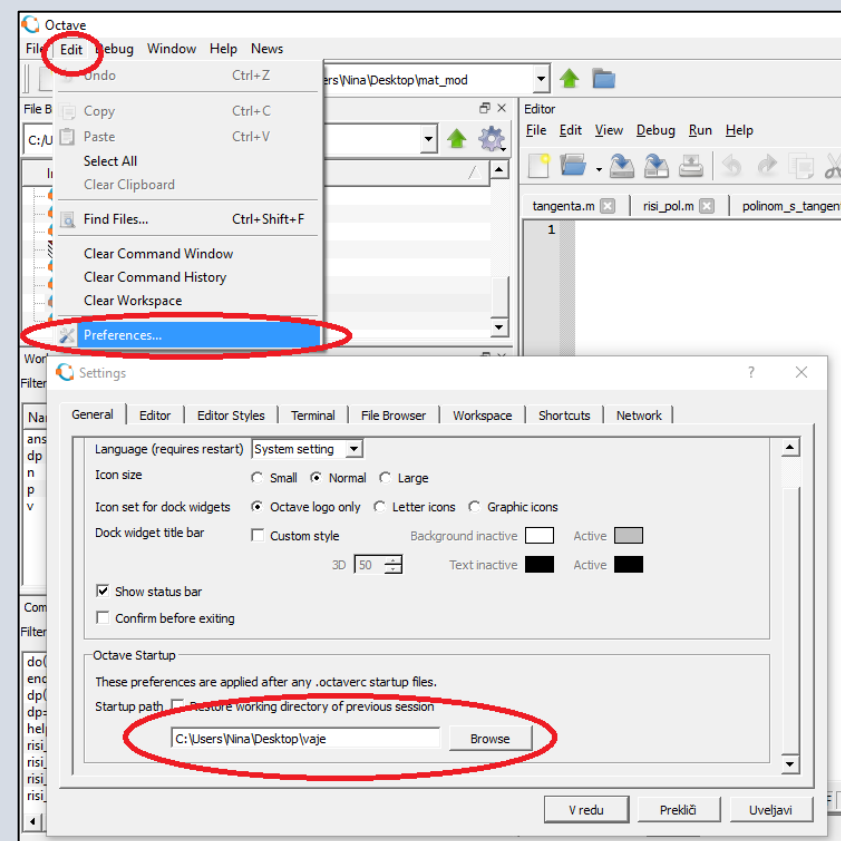 Octave
File Edit Debug Window Help News
Undo Ctrl+Z
ers\Nina\Desktop\mat_mod
Copy Ctrl+C
Paste Ctrl+V
Select All
Clear Clipboard
Find Files... Ctrl+Shift+F
Clear Command Window
Clear Command History
Clear Workspace
Preferences...
File B
C:/U
Editor
File Edit View Debug Run Help
tangenta.m risi_pol.m polinom_s_tangen
1
Wor
Filter
Na
ans
dp
n
p
v
Com
Filter
do(
end
dp(
dp=
help
risi_
risi_
risi_
risi_
Settings ?
General Editor Editor Styles Terminal File Browser Workspace Shortcuts Network
Language (requires restart) System setting
Icon size Small Normal Large
Icon set for dock widgets Octave logo only Letter icons Graphic icons
Dock widget title bar Custom style Background inactive Active
3D 50 Text inactive Active
Show status bar
Confirm before exiting
Octave Startup
These preferences are applied after any .octaverc startup files.
Startup path Restore working directory of previous session
C:\Users\Nina\Desktop\vaje Browse
V redu Prekliči Uveljavi